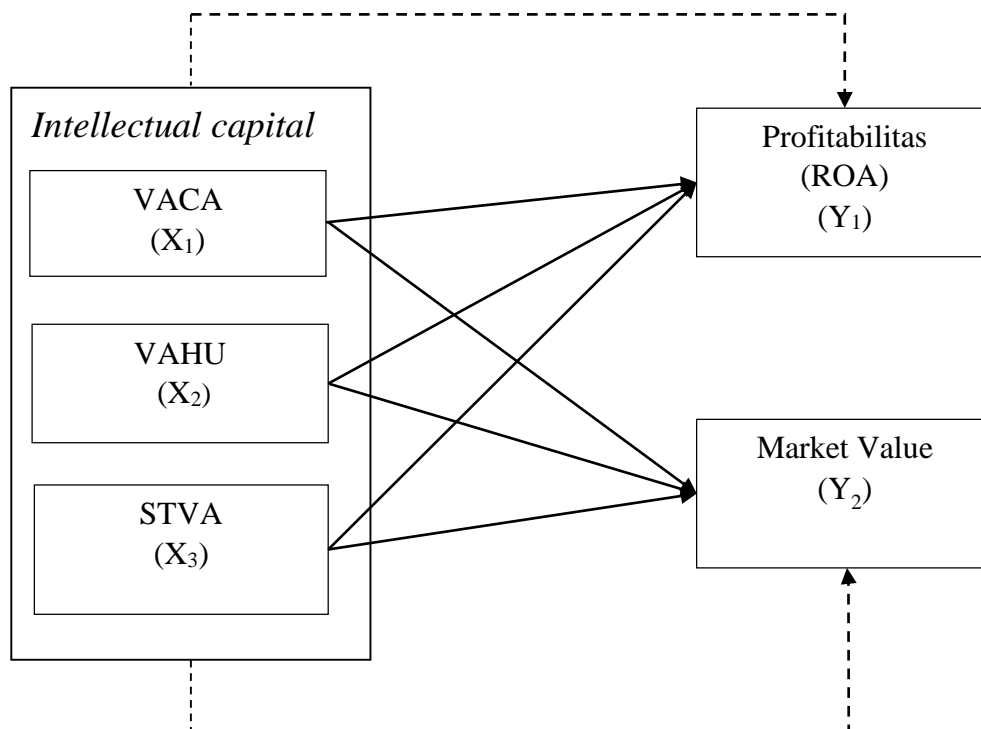 Intellectual capital
VACA
(X₁)
VAHU
(X₂)
STVA
(X₃)
Profitabilitas
(ROA)
(Y₁)
Market Value
(Y₂)